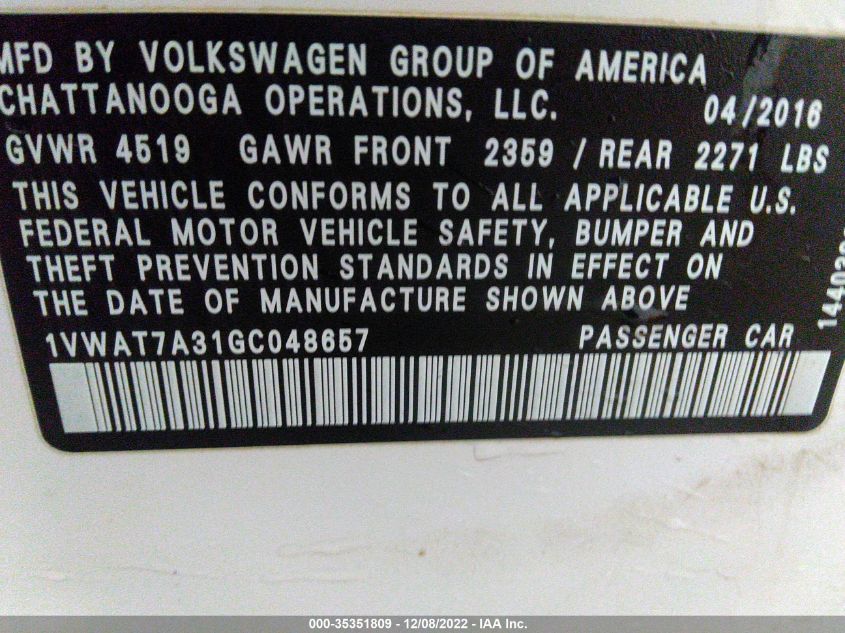 MFD BY VOLKSWAGEN GROUP OF AMERICA
CHATTANOOGA OPERATIONS, LLC. 04/2016
GVWR 4519 GAWR FRONT 2359 / REAR 2271 LBS
THIS VEHICLE CONFORMS TO ALL APPLICABLE U.S.
FEDERAL MOTOR VEHICLE SAFETY, BUMPER AND
THEFT PREVENTION STANDARDS IN EFFECT ON
THE DATE OF MANUFACTURE SHOWN ABOVE
1VWAT7A31GC048657 PASSENGER CAR
000-35351809 - 12/08/2022 - IAA Inc.